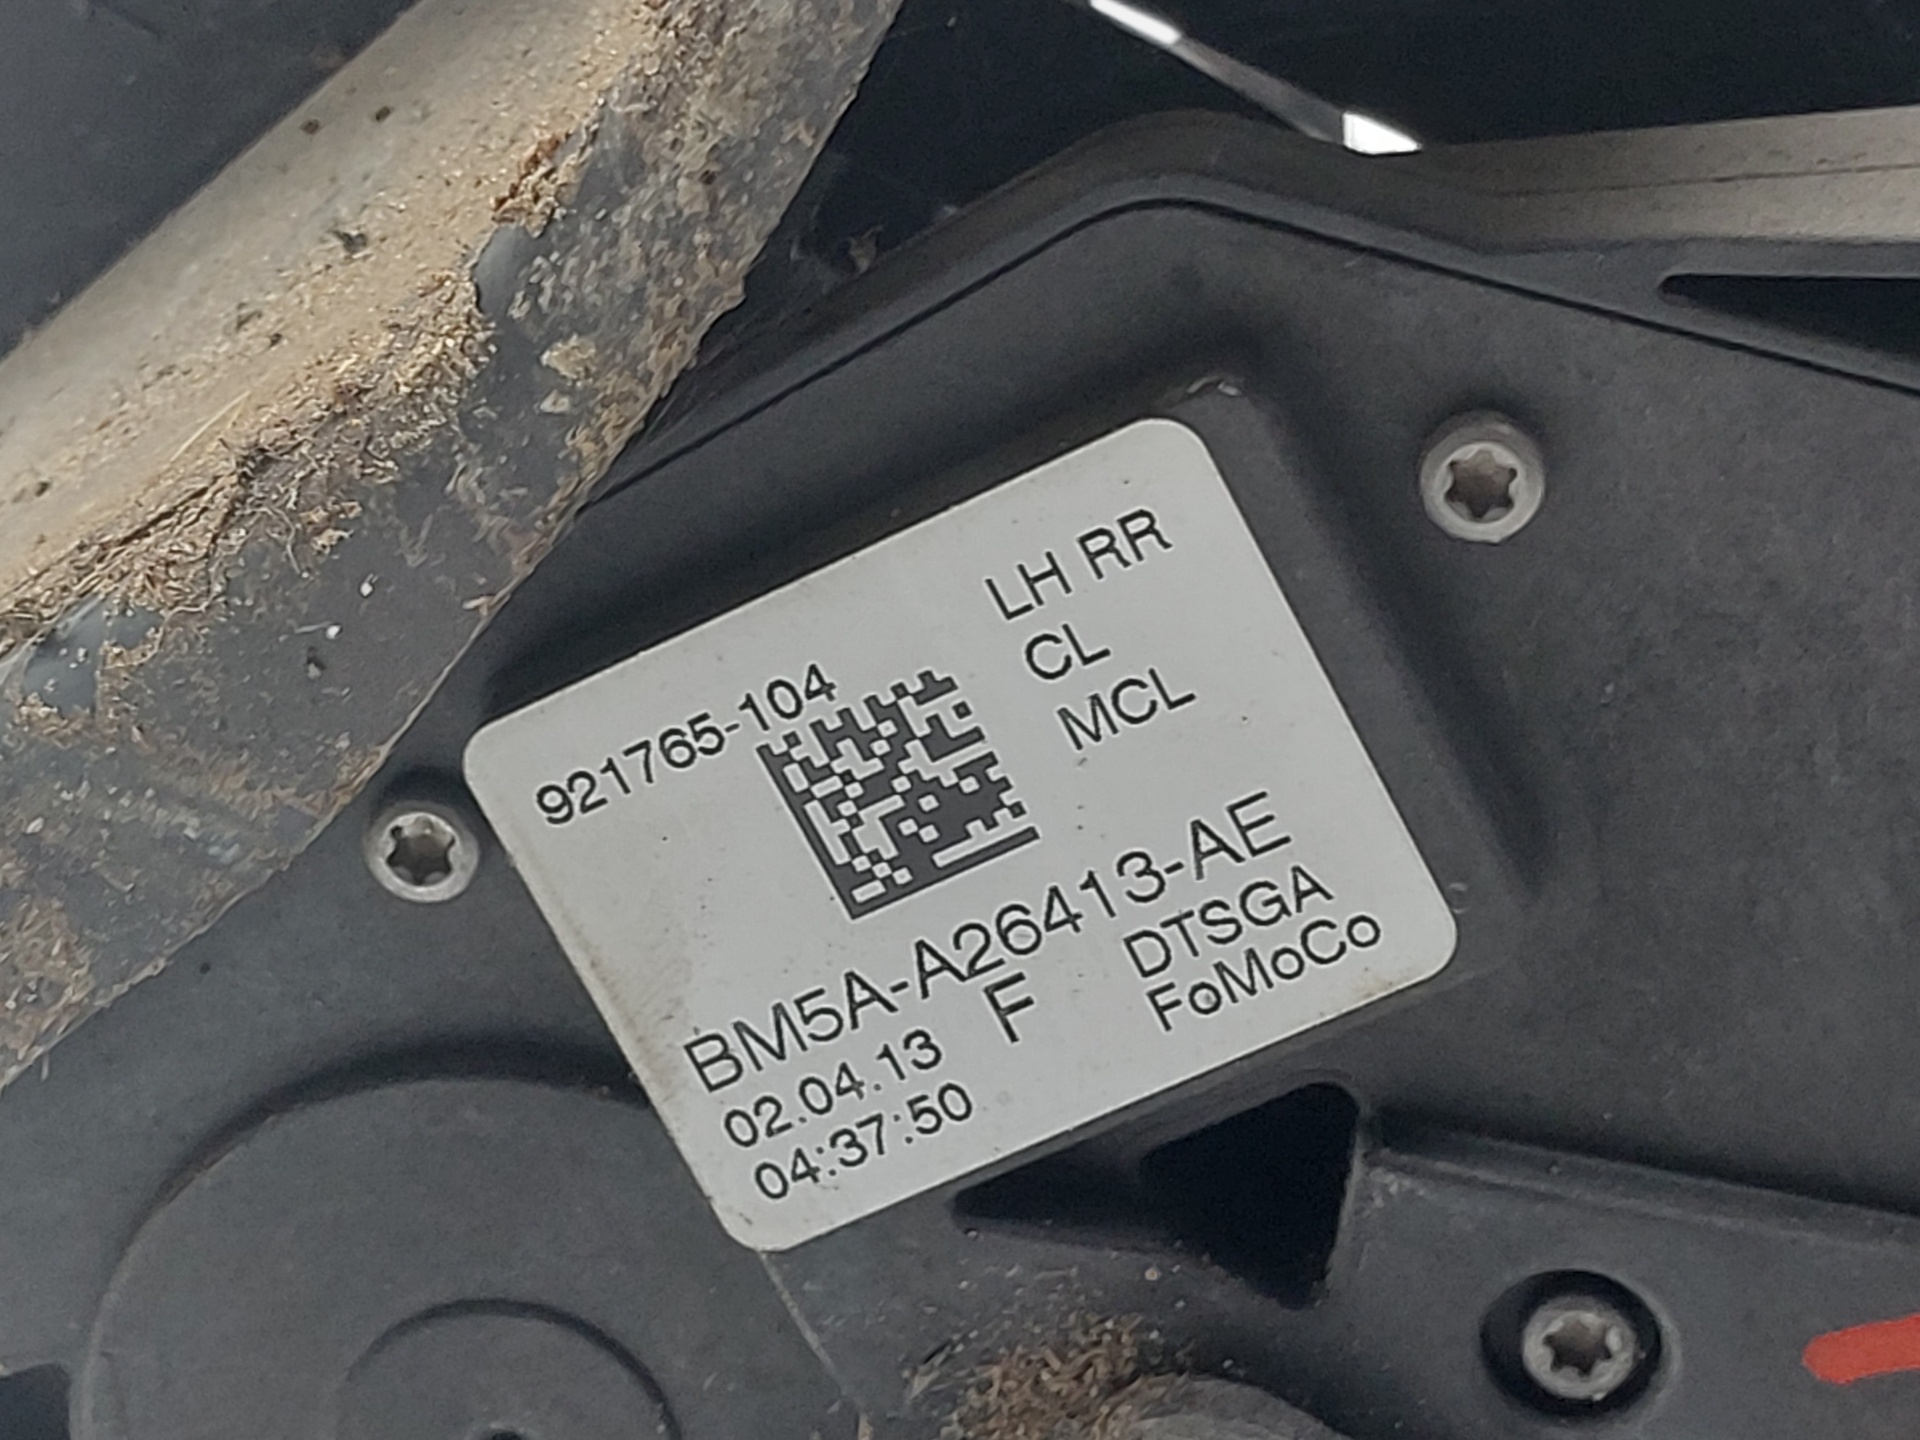 LH RR
CL
MCL
921765-104
BM5A-A26413-AE
02.04.13 F DTSGA
04:37:50 FoMoCo